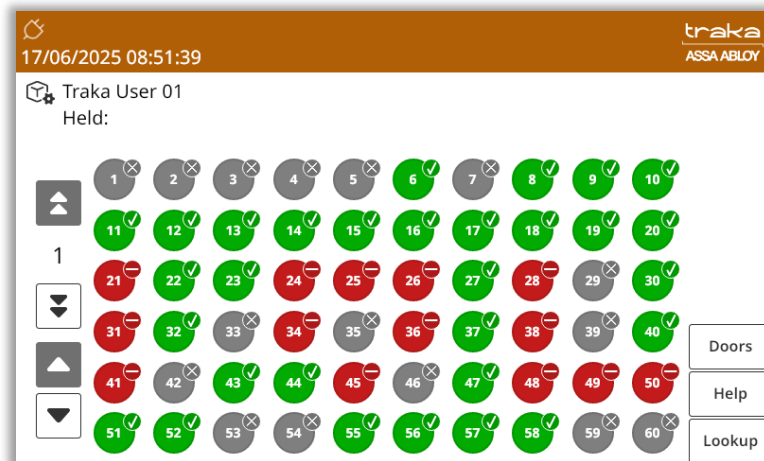 traka
17/06/2025 08:51:39
ASSA ABLOY
Traka User 01
Held:
1 2 3 4 5 6 7 8 9 10
11 12 13 14 15 16 17 18 19 20
1
21 22 23 24 25 26 27 28 29 30
31 32 33 34 35 36 37 38 39 40
Doors
41 42 43 44 45 46 47 48 49 50
Help
51 52 53 54 55 56 57 58 59 60
Lookup